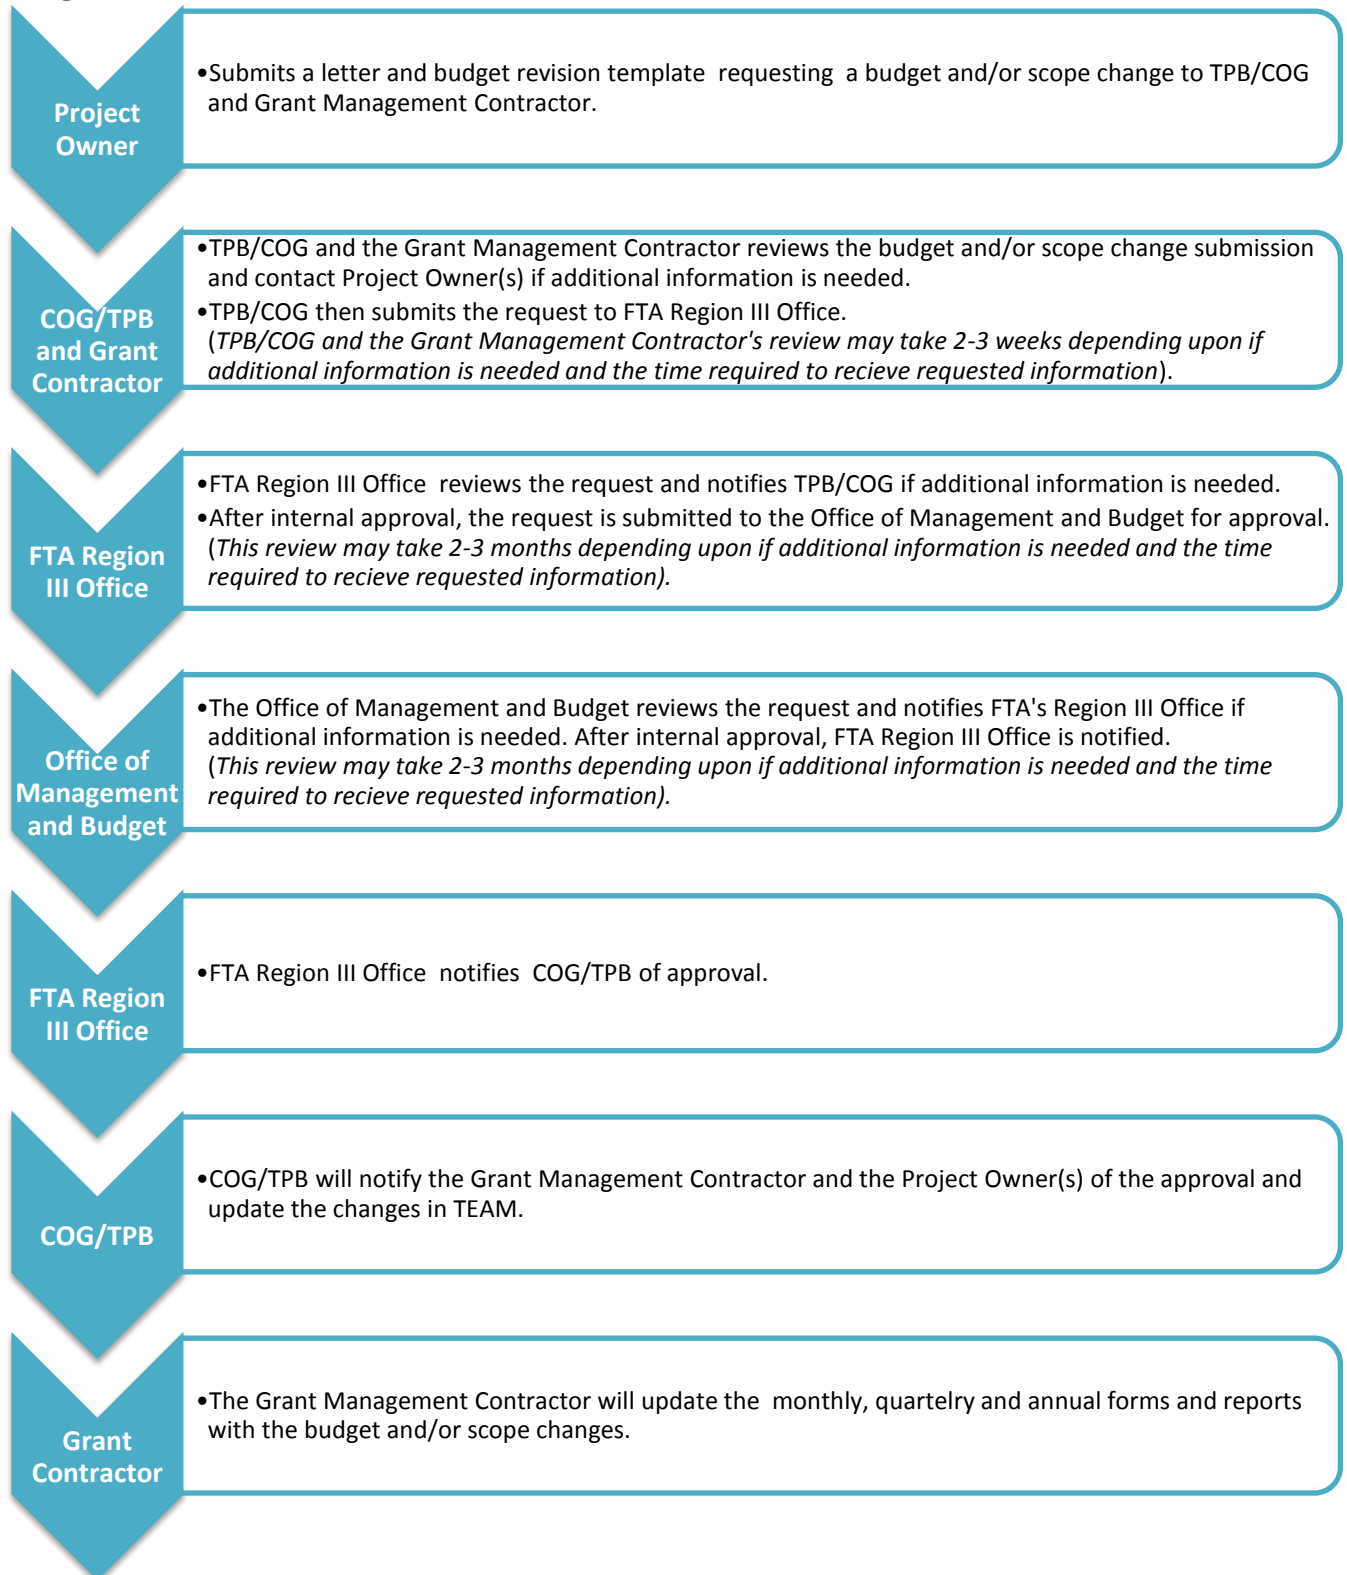 Project
Owner
•Submits a letter and budget revision template requesting a budget and/or scope change to TPB/COG
and Grant Management Contractor.
COG/TPB
and Grant
Contractor
•TPB/COG and the Grant Management Contractor reviews the budget and/or scope change submission
and contact Project Owner(s) if additional information is needed.
•TPB/COG then submits the request to FTA Region III Office.
(TPB/COG and the Grant Management Contractor's review may take 2-3 weeks depending upon if
additional information is needed and the time required to recieve requested information).
FTA Region
III Office
•FTA Region III Office reviews the request and notifies TPB/COG if additional information is needed.
•After internal approval, the request is submitted to the Office of Management and Budget for approval.
(This review may take 2-3 months depending upon if additional information is needed and the time
required to recieve requested information).
Office of
Management
and Budget
•The Office of Management and Budget reviews the request and notifies FTA's Region III Office if
additional information is needed. After internal approval, FTA Region III Office is notified.
(This review may take 2-3 months depending upon if additional information is needed and the time
required to recieve requested information).
FTA Region
III Office
•FTA Region III Office notifies COG/TPB of approval.
COG/TPB
•COG/TPB will notify the Grant Management Contractor and the Project Owner(s) of the approval and
update the changes in TEAM.
Grant
Contractor
•The Grant Management Contractor will update the monthly, quartelry and annual forms and reports
with the budget and/or scope changes.